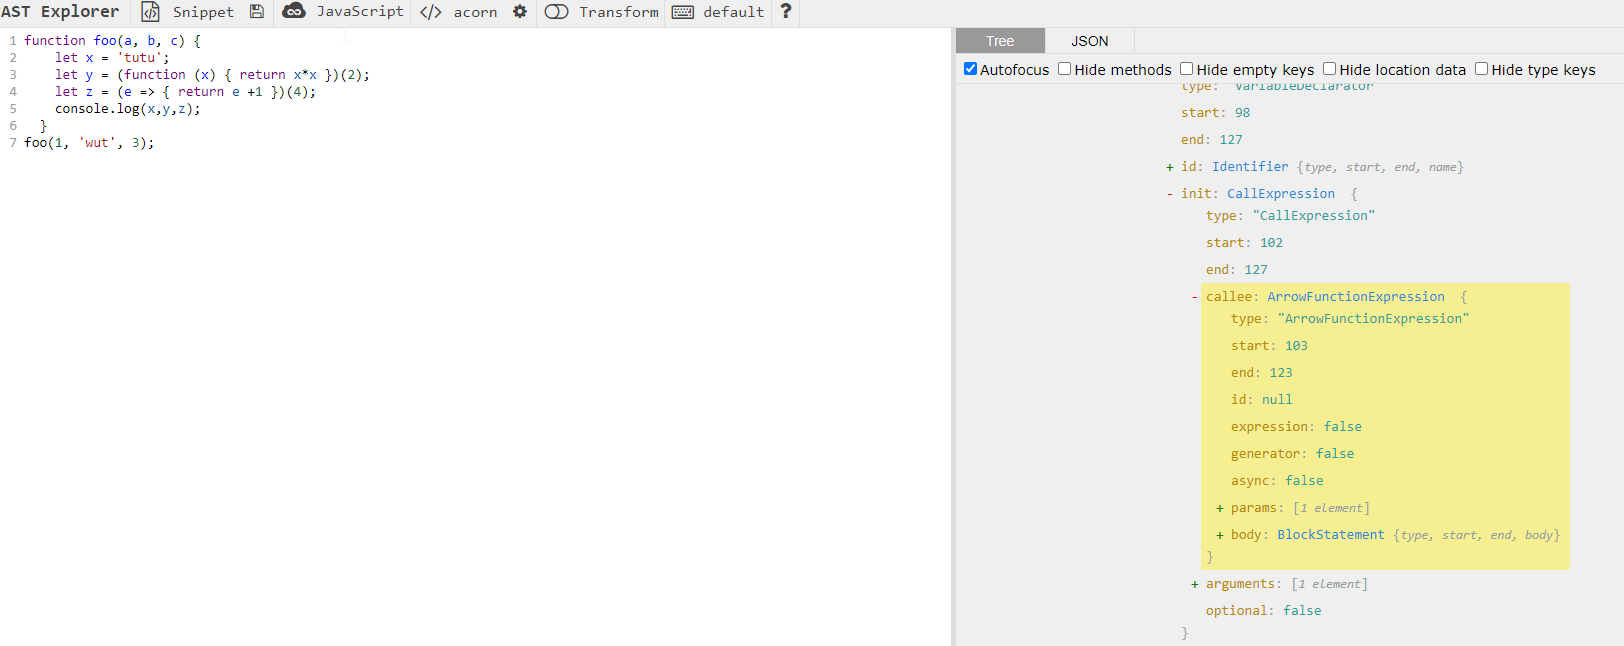 AST Explorer Snippet JavaScript </> acorn Transform default ?
1 function foo(a, b, c) {
2 let x = 'tutu';
3 let y = (function (x) { return x*x })(2);
4 let z = (e => { return e +1 })(4);
5 console.log(x,y,z);
6 }
7 foo(1, 'wut', 3);
Tree JSON
Autofocus Hide methods Hide empty keys Hide location data Hide type keys
type: "VariableDeclarator"
start: 98
end: 127
+ id: Identifier {type, start, end, name}
- init: CallExpression {
type: "CallExpression"
start: 102
end: 127
- callee: ArrowFunctionExpression {
type: "ArrowFunctionExpression"
start: 103
end: 123
id: null
expression: false
generator: false
async: false
+ params: [1 element]
+ body: BlockStatement {type, start, end, body}
}
+ arguments: [1 element]
optional: false
}